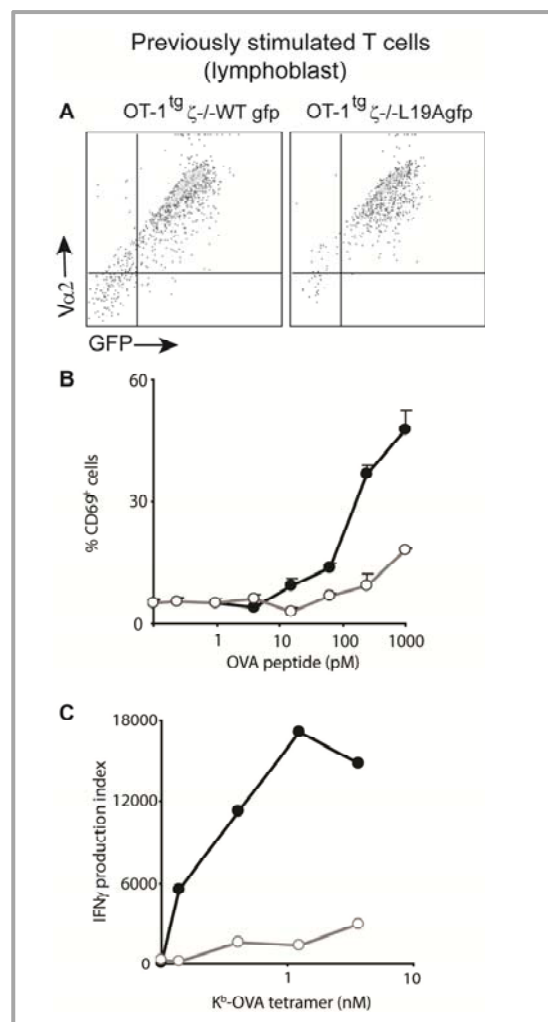 Previously stimulated T cells
(lymphoblast)
A OT-1tg ζ-/-WT gfp OT-1tg ζ-/-L19Agfp
Vα2
GFP
B
60
30
0
% CD69+ cells
1 10 100 1000
OVA peptide (pM)
C
18000
12000
6000
0
IFNγ production index
1 10
Kb-OVA tetramer (nM)